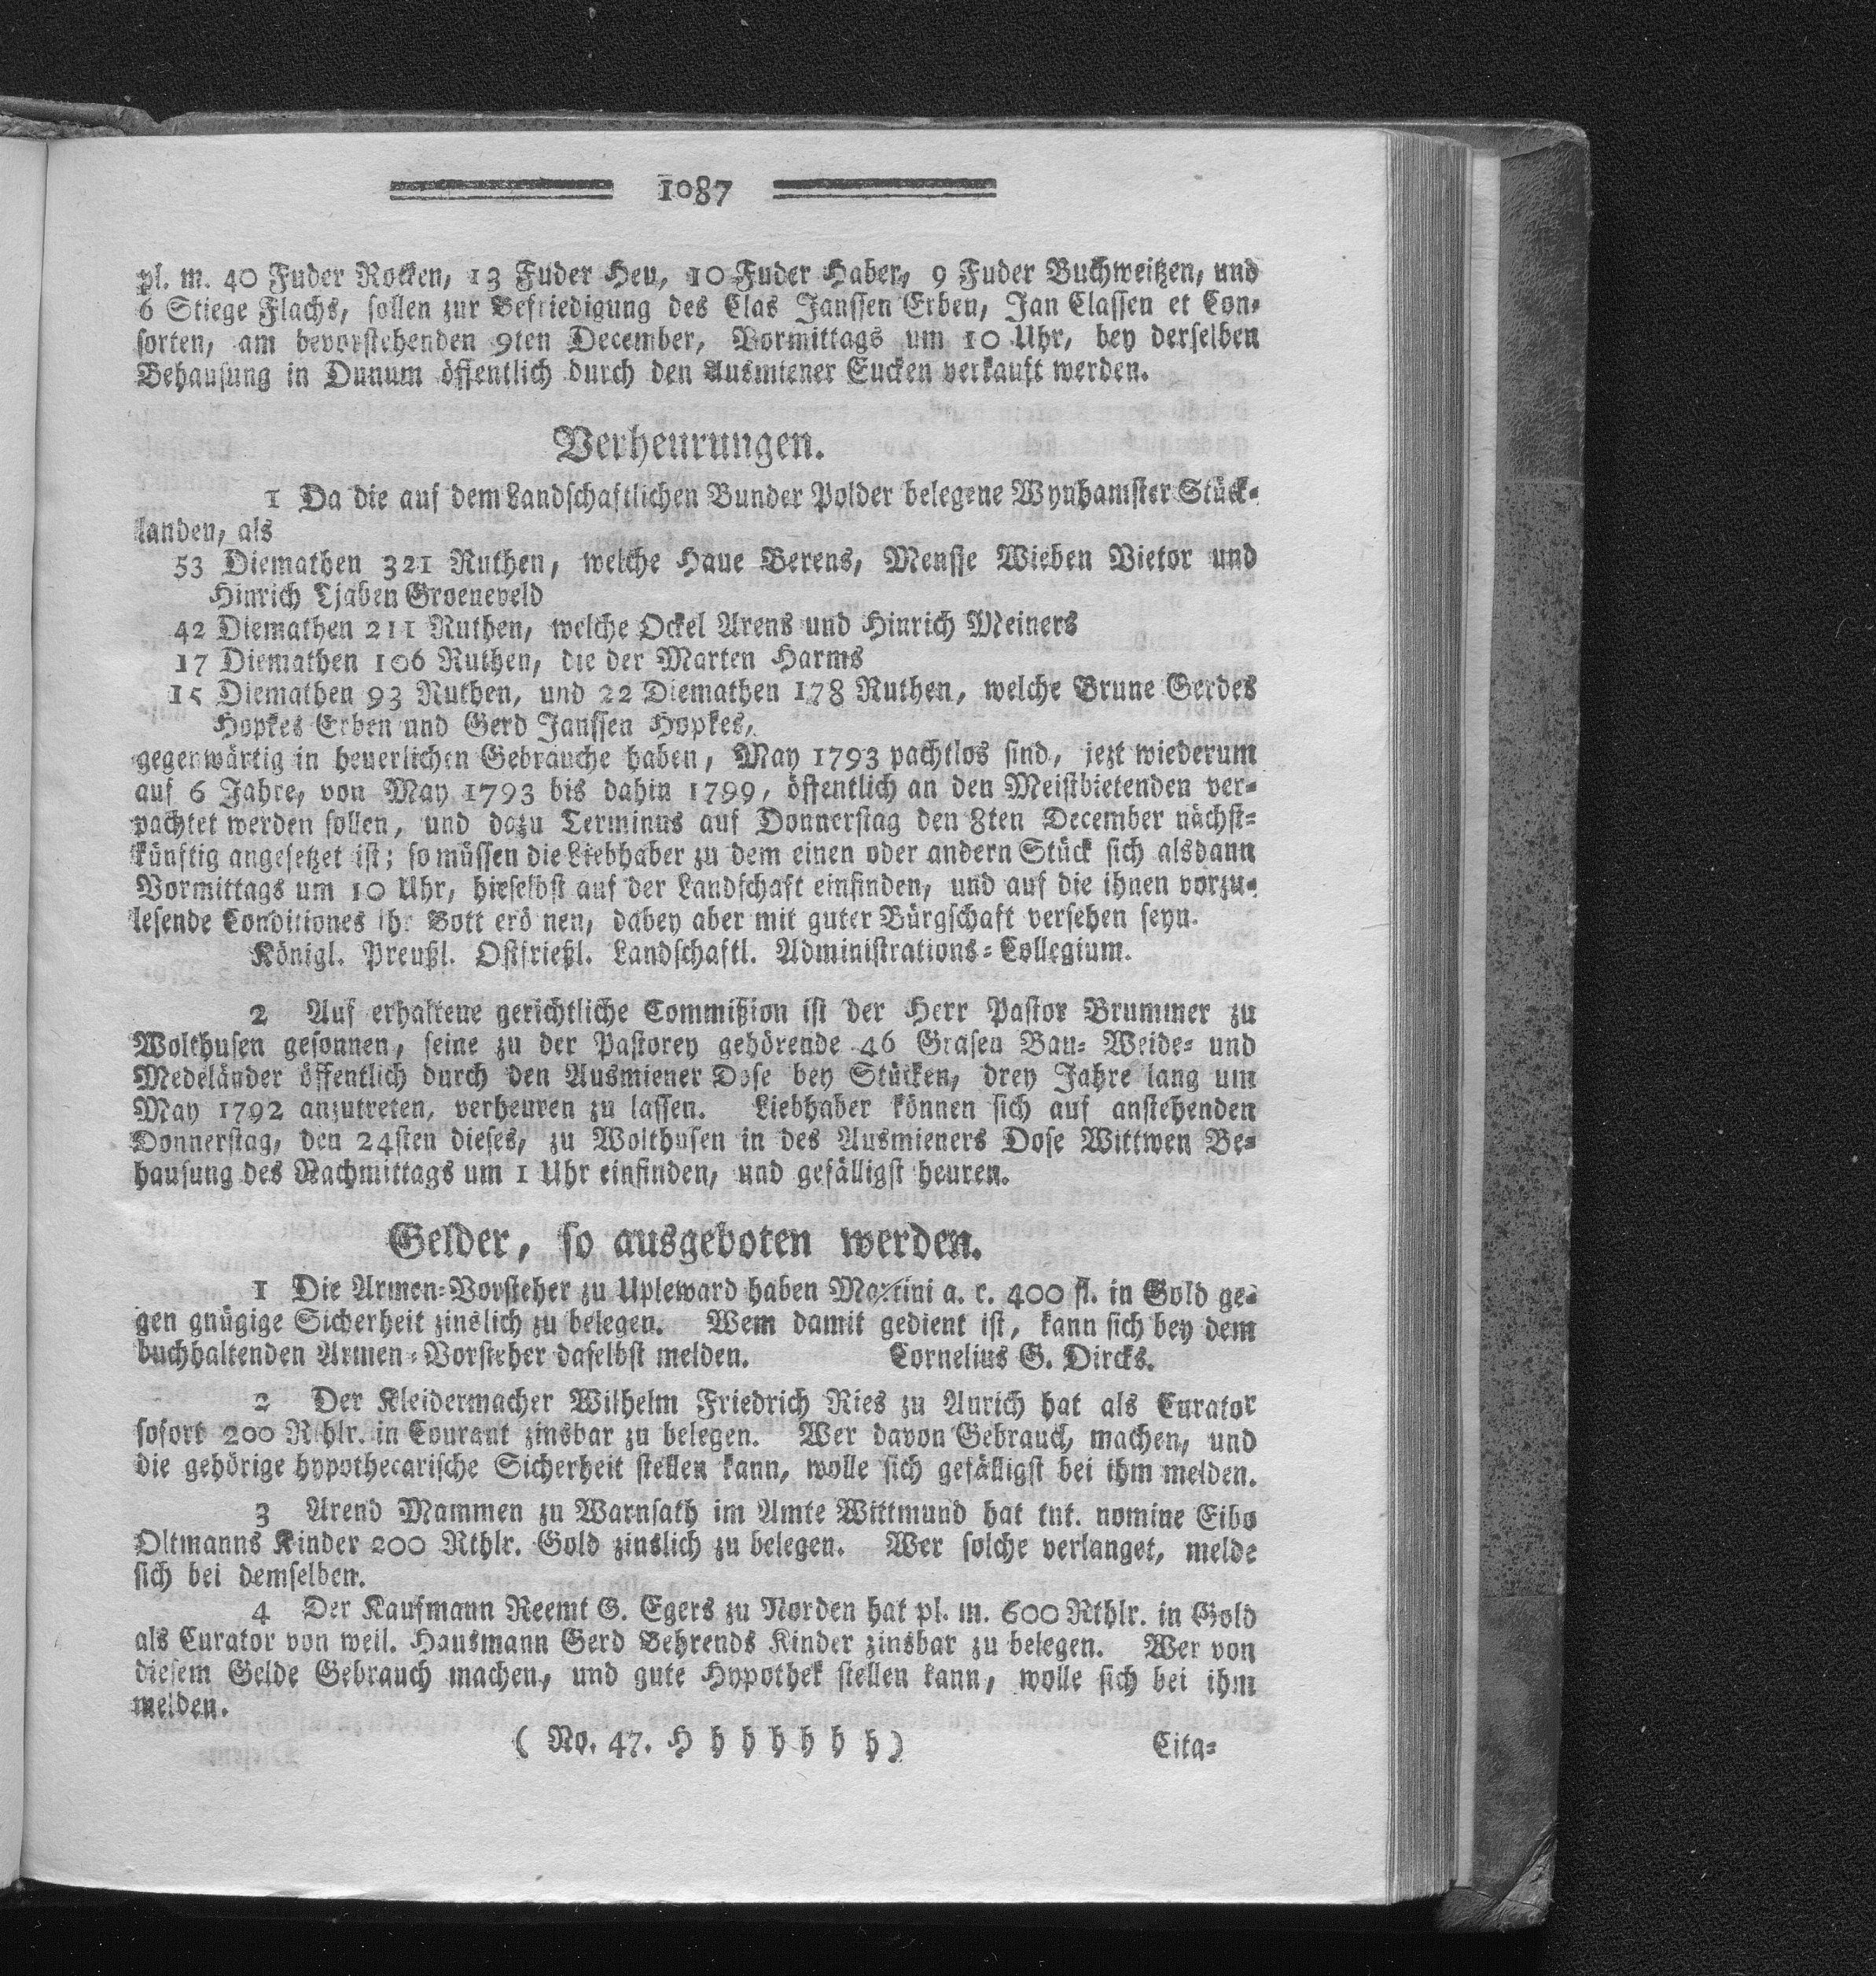 1087
pl. m. 40 Fuder Rocken, 13 Fuder Heu, 10 Fuder Haber, 9 Fuder Buchweitzen, und
6 Stiege Flachs, sollen zur Befriedigung des Clas Janssen Erben, Jan Classen et Con-
sorten, am bevorstehenden 9ten December, Vormittags um 10 Uhr, bey derselben
Behausung in Dunum öffentlich durch den Ausmiener Eucken verkauft werden.
Verheurungen.
1 Da die auf dem Landschaftlichen Bunder Polder belegene Wynhamster Stück-
landen, als
53 Diemathen 321 Ruthen, welche Haue Berens, Mensse Wieben Vietor und
Hinrich Tjaben Groeneveld
42 Diemathen 211 Ruthen, welche Ockel Arens und Hinrich Meiners
17 Diemathen 106 Ruthen, die der Marten Harms
15 Diemathen 93 Ruthen, und 22 Diemathen 178 Ruthen, welche Brune Gerdes
Hopkes Erben und Gerd Janssen Hopkes,
gegenwärtig in heuerlichen Gebrauche haben, May 1793 pachtlos sind, jezt wiederum
auf 6 Jahre, von May 1793 bis dahin 1799, öffentlich an den Meistbietenden ver-
pachtet werden sollen, und dazu Terminus auf Donnerstag den 8ten December nächst-
künftig angesetzet ist; so müssen die Liebhaber zu dem einen oder andern Stück sich alsdann
Vormittags um 10 Uhr, hieselbst auf der Landschaft einfinden, und auf die ihnen vorzu-
lesende Conditiones ihr Bott erö nen, dabey aber mit guter Bürgschaft versehen seyn.
Königl. Preußl. Ostfrießl. Landschaftl. Administrations-Collegium.
2 Auf erhaltene gerichtliche Commißion ist der Herr Pastor Brummer zu
Wolthusen gesonnen, seine zu der Pastorey gehörende 46 Grasen Bau- Weide- und
Medeländer öffentlich durch den Ausmiener Dose bey Stücken, drey Jahre lang um
May 1792 anzutreten, verheuren zu lassen. Liebhaber können sich auf anstehenden
Donnerstag, den 24sten dieses, zu Wolthusen in des Ausmieners Dose Wittwen Be-
hausung des Nachmittags um 1 Uhr einfinden, und gefälligst heuren.
Gelder, so ausgeboten werden.
1 Die Armen-Vorsteher zu Upleward haben Martini a. c. 400 fl. in Gold ge-
gen gnügige Sicherheit zinslich zu belegen. Wem damit gedient ist, kann sich bey dem
buchhaltenden Armen-Vorsteher daselbst melden. Cornelius G. Dircks.
2 Der Kleidermacher Wilhelm Friedrich Ries zu Aurich hat als Curator
sofort 200 Rthlr. in Courant zinsbar zu belegen. Wer davon Gebrauch machen, und
die gehörige hypothecarische Sicherheit stellen kann, wolle sich gefälligst bei ihm melden.
3 Arend Mammen zu Warnsath im Amte Wittmund hat tut. nomine Eibo
Oltmanns Kinder 200 Rthlr. Gold zinslich zu belegen. Wer solche verlanget, melde
sich bei demselben.
4 Der Kaufmann Reemt G. Egers zu Norden hat pl. m. 600 Rthlr. in Gold
als Curator von weil. Hausmann Gerd Behrends Kinder zinsbar zu belegen. Wer von
diesem Gelde Gebrauch machen, und gute Hypothek stellen kann, wolle sich bei ihm
melden.
( No. 47. H h h h h h h ) Cita-